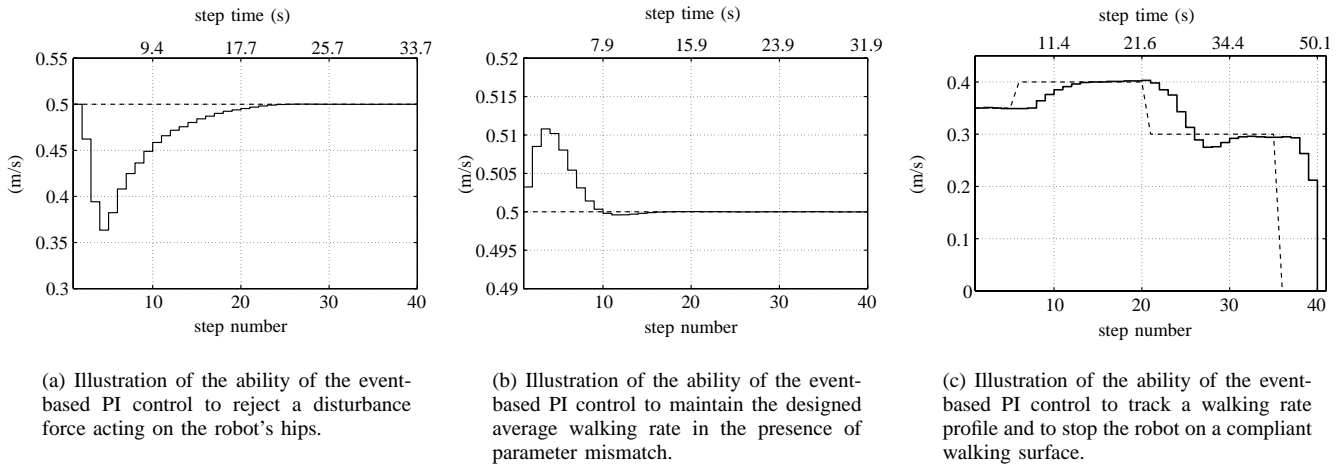 step time (s)
9.4 17.7 25.7 33.7
0.55
0.5
0.45
0.4
0.35
0.3
(m/s)
10 20 30 40
step number
(a) Illustration of the ability of the event-
based PI control to reject a disturbance
force acting on the robot's hips.
step time (s)
7.9 15.9 23.9 31.9
0.52
0.515
0.510
0.505
0.5
0.495
0.49
(m/s)
10 20 30 40
step number
(b) Illustration of the ability of the event-
based PI control to maintain the designed
average walking rate in the presence of
parameter mismatch.
step time (s)
11.4 21.6 34.4 50.1
0.4
0.3
0.2
0.1
0
(m/s)
10 20 30 40
step number
(c) Illustration of the ability of the event-
based PI control to track a walking rate
profile and to stop the robot on a compliant
walking surface.